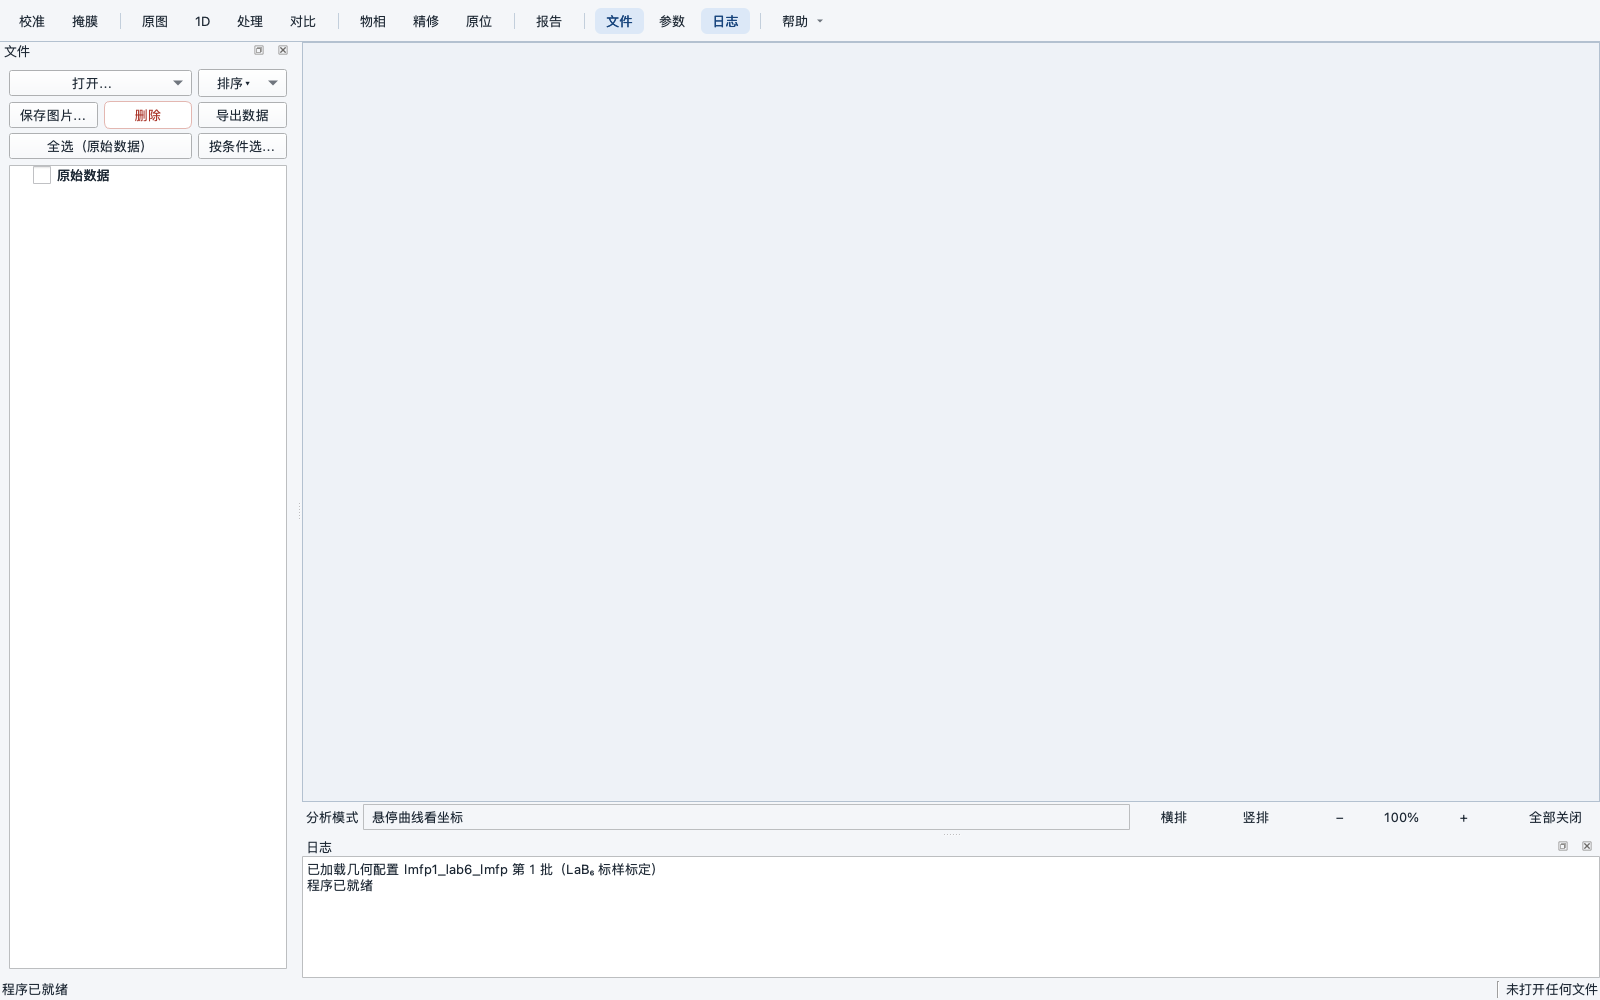 校准 掩膜 原图 1D 处理 对比 物相 精修 原位 报告 文件 参数 日志 帮助
文件
打开... 排序
保存图片... 删除 导出数据
全选（原始数据） 按条件选...
原始数据
分析模式 悬停曲线看坐标 横排 竖排 − 100% + 全部关闭
日志
已加载几何配置 lmfp1_lab6_lmfp 第 1 批（LaB₆ 标样标定）
程序已就绪
程序已就绪 未打开任何文件